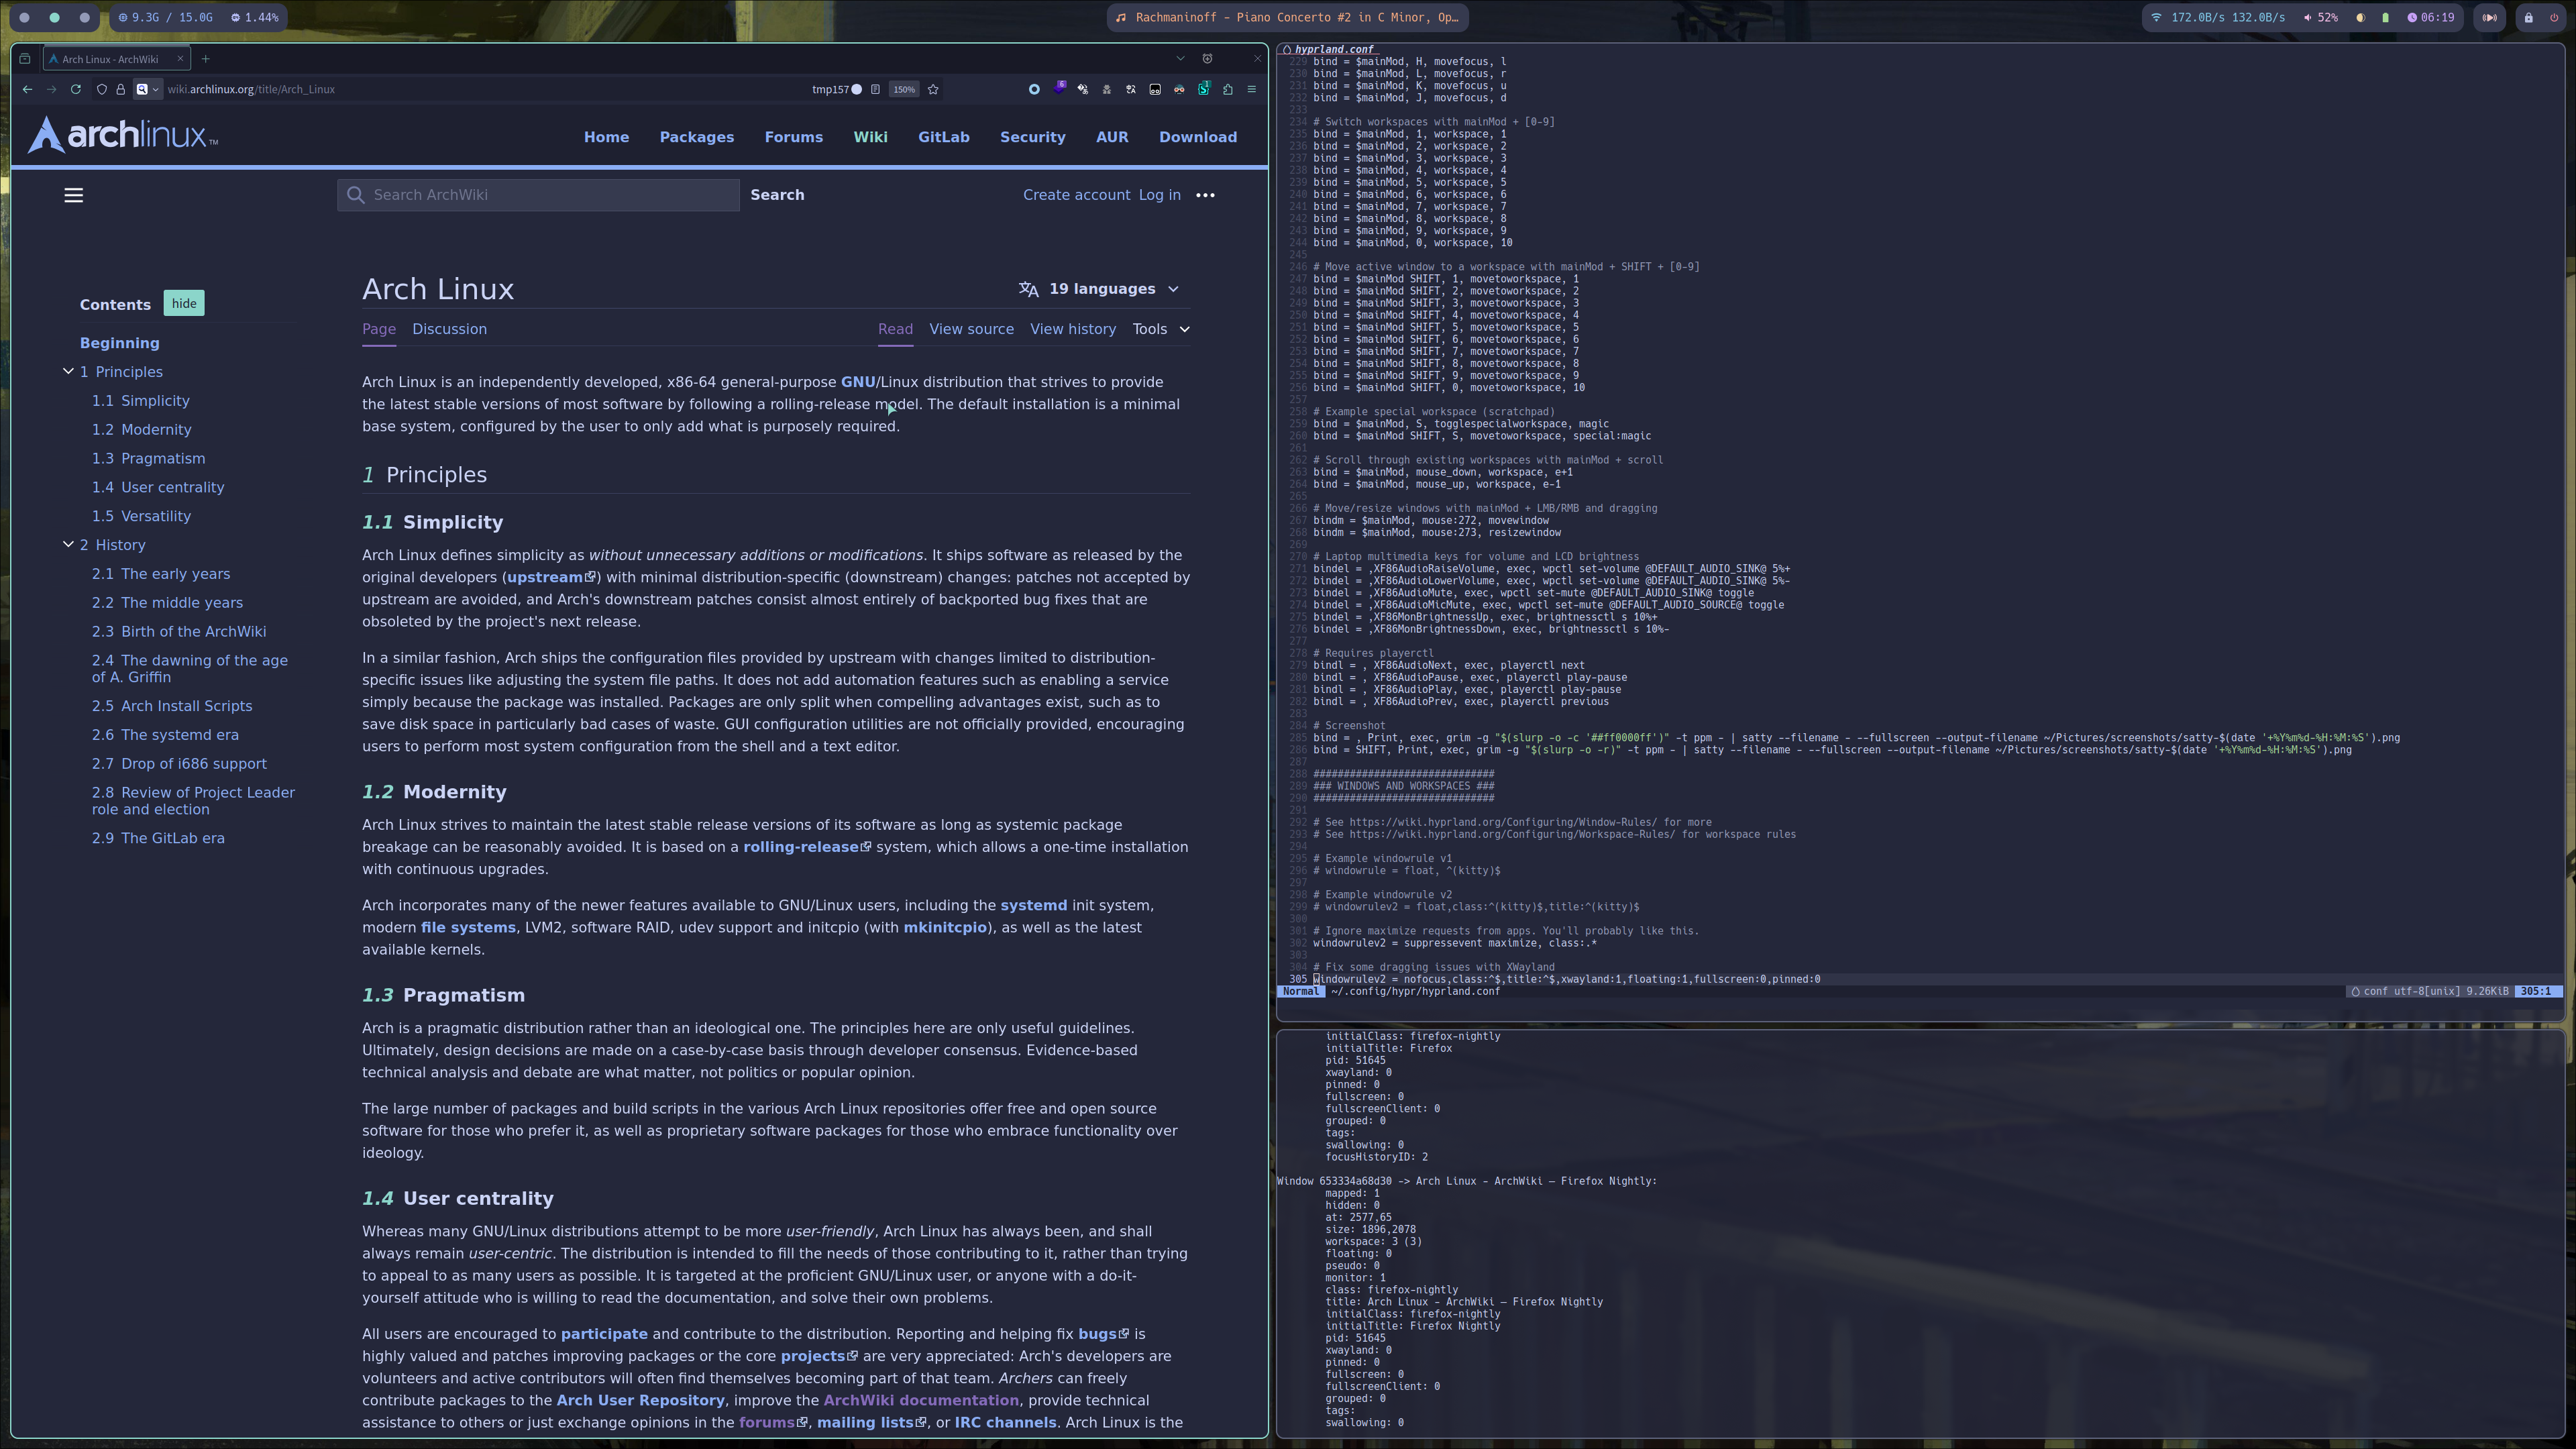 9.3G / 15.0G 1.44%
Rachmaninoff - Piano Concerto #2 in C Minor, Op…
172.0B/s 132.0B/s 52% 06:19
Arch Linux - ArchWiki
wiki.archlinux.org/title/Arch_Linux
tmp157 150%
archlinux™
Home Packages Forums Wiki GitLab Security AUR Download
Search ArchWiki Search
Create account Log in
Contents hide
Beginning
1 Principles
1.1 Simplicity
1.2 Modernity
1.3 Pragmatism
1.4 User centrality
1.5 Versatility
2 History
2.1 The early years
2.2 The middle years
2.3 Birth of the ArchWiki
2.4 The dawning of the age
of A. Griffin
2.5 Arch Install Scripts
2.6 The systemd era
2.7 Drop of i686 support
2.8 Review of Project Leader
role and election
2.9 The GitLab era
Arch Linux
19 languages
Page Discussion Read View source View history Tools
Arch Linux is an independently developed, x86-64 general-purpose GNU/Linux distribution that strives to provide
the latest stable versions of most software by following a rolling-release model. The default installation is a minimal
base system, configured by the user to only add what is purposely required.
1 Principles
1.1 Simplicity
Arch Linux defines simplicity as without unnecessary additions or modifications. It ships software as released by the
original developers (upstream) with minimal distribution-specific (downstream) changes: patches not accepted by
upstream are avoided, and Arch's downstream patches consist almost entirely of backported bug fixes that are
obsoleted by the project's next release.
In a similar fashion, Arch ships the configuration files provided by upstream with changes limited to distribution-
specific issues like adjusting the system file paths. It does not add automation features such as enabling a service
simply because the package was installed. Packages are only split when compelling advantages exist, such as to
save disk space in particularly bad cases of waste. GUI configuration utilities are not officially provided, encouraging
users to perform most system configuration from the shell and a text editor.
1.2 Modernity
Arch Linux strives to maintain the latest stable release versions of its software as long as systemic package
breakage can be reasonably avoided. It is based on a rolling-release system, which allows a one-time installation
with continuous upgrades.
Arch incorporates many of the newer features available to GNU/Linux users, including the systemd init system,
modern file systems, LVM2, software RAID, udev support and initcpio (with mkinitcpio), as well as the latest
available kernels.
1.3 Pragmatism
Arch is a pragmatic distribution rather than an ideological one. The principles here are only useful guidelines.
Ultimately, design decisions are made on a case-by-case basis through developer consensus. Evidence-based
technical analysis and debate are what matter, not politics or popular opinion.
The large number of packages and build scripts in the various Arch Linux repositories offer free and open source
software for those who prefer it, as well as proprietary software packages for those who embrace functionality over
ideology.
1.4 User centrality
Whereas many GNU/Linux distributions attempt to be more user-friendly, Arch Linux has always been, and shall
always remain user-centric. The distribution is intended to fill the needs of those contributing to it, rather than trying
to appeal to as many users as possible. It is targeted at the proficient GNU/Linux user, or anyone with a do-it-
yourself attitude who is willing to read the documentation, and solve their own problems.
All users are encouraged to participate and contribute to the distribution. Reporting and helping fix bugs is
highly valued and patches improving packages or the core projects are very appreciated: Arch's developers are
volunteers and active contributors will often find themselves becoming part of that team. Archers can freely
contribute packages to the Arch User Repository, improve the ArchWiki documentation, provide technical
assistance to others or just exchange opinions in the forums, mailing lists, or IRC channels. Arch Linux is the
hyprland.conf
229 bind = $mainMod, H, movefocus, l
230 bind = $mainMod, L, movefocus, r
231 bind = $mainMod, K, movefocus, u
232 bind = $mainMod, J, movefocus, d
233
234 # Switch workspaces with mainMod + [0-9]
235 bind = $mainMod, 1, workspace, 1
236 bind = $mainMod, 2, workspace, 2
237 bind = $mainMod, 3, workspace, 3
238 bind = $mainMod, 4, workspace, 4
239 bind = $mainMod, 5, workspace, 5
240 bind = $mainMod, 6, workspace, 6
241 bind = $mainMod, 7, workspace, 7
242 bind = $mainMod, 8, workspace, 8
243 bind = $mainMod, 9, workspace, 9
244 bind = $mainMod, 0, workspace, 10
245
246 # Move active window to a workspace with mainMod + SHIFT + [0-9]
247 bind = $mainMod SHIFT, 1, movetoworkspace, 1
248 bind = $mainMod SHIFT, 2, movetoworkspace, 2
249 bind = $mainMod SHIFT, 3, movetoworkspace, 3
250 bind = $mainMod SHIFT, 4, movetoworkspace, 4
251 bind = $mainMod SHIFT, 5, movetoworkspace, 5
252 bind = $mainMod SHIFT, 6, movetoworkspace, 6
253 bind = $mainMod SHIFT, 7, movetoworkspace, 7
254 bind = $mainMod SHIFT, 8, movetoworkspace, 8
255 bind = $mainMod SHIFT, 9, movetoworkspace, 9
256 bind = $mainMod SHIFT, 0, movetoworkspace, 10
257
258 # Example special workspace (scratchpad)
259 bind = $mainMod, S, togglespecialworkspace, magic
260 bind = $mainMod SHIFT, S, movetoworkspace, special:magic
261
262 # Scroll through existing workspaces with mainMod + scroll
263 bind = $mainMod, mouse_down, workspace, e+1
264 bind = $mainMod, mouse_up, workspace, e-1
265
266 # Move/resize windows with mainMod + LMB/RMB and dragging
267 bindm = $mainMod, mouse:272, movewindow
268 bindm = $mainMod, mouse:273, resizewindow
269
270 # Laptop multimedia keys for volume and LCD brightness
271 bindel = ,XF86AudioRaiseVolume, exec, wpctl set-volume @DEFAULT_AUDIO_SINK@ 5%+
272 bindel = ,XF86AudioLowerVolume, exec, wpctl set-volume @DEFAULT_AUDIO_SINK@ 5%-
273 bindel = ,XF86AudioMute, exec, wpctl set-mute @DEFAULT_AUDIO_SINK@ toggle
274 bindel = ,XF86AudioMicMute, exec, wpctl set-mute @DEFAULT_AUDIO_SOURCE@ toggle
275 bindel = ,XF86MonBrightnessUp, exec, brightnessctl s 10%+
276 bindel = ,XF86MonBrightnessDown, exec, brightnessctl s 10%-
277
278 # Requires playerctl
279 bindl = , XF86AudioNext, exec, playerctl next
280 bindl = , XF86AudioPause, exec, playerctl play-pause
281 bindl = , XF86AudioPlay, exec, playerctl play-pause
282 bindl = , XF86AudioPrev, exec, playerctl previous
283
284 # Screenshot
285 bind = , Print, exec, grim -g "$(slurp -o -c '##ff0000ff')" -t ppm - | satty --filename - --fullscreen --output-filename ~/Pictures/screenshots/satty-$(date '+%Y%m%d-%H:%M:%S').png
286 bind = SHIFT, Print, exec, grim -g "$(slurp -o -r)" -t ppm - | satty --filename - --fullscreen --output-filename ~/Pictures/screenshots/satty-$(date '+%Y%m%d-%H:%M:%S').png
287
288 ##############################
289 ### WINDOWS AND WORKSPACES ###
290 ##############################
291
292 # See https://wiki.hyprland.org/Configuring/Window-Rules/ for more
293 # See https://wiki.hyprland.org/Configuring/Workspace-Rules/ for workspace rules
294
295 # Example windowrule v1
296 # windowrule = float, ^(kitty)$
297
298 # Example windowrule v2
299 # windowrulev2 = float,class:^(kitty)$,title:^(kitty)$
300
301 # Ignore maximize requests from apps. You'll probably like this.
302 windowrulev2 = suppressevent maximize, class:.*
303
304 # Fix some dragging issues with XWayland
305 windowrulev2 = nofocus,class:^$,title:^$,xwayland:1,floating:1,fullscreen:0,pinned:0
Normal ~/.config/hypr/hyprland.conf conf utf-8[unix] 9.26KiB 305:1
initialClass: firefox-nightly
initialTitle: Firefox
pid: 51645
xwayland: 0
pinned: 0
fullscreen: 0
fullscreenClient: 0
grouped: 0
tags:
swallowing: 0
focusHistoryID: 2
Window 653334a68d30 -> Arch Linux - ArchWiki — Firefox Nightly:
mapped: 1
hidden: 0
at: 2577,65
size: 1896,2078
workspace: 3 (3)
floating: 0
pseudo: 0
monitor: 1
class: firefox-nightly
title: Arch Linux - ArchWiki — Firefox Nightly
initialClass: firefox-nightly
initialTitle: Firefox Nightly
pid: 51645
xwayland: 0
pinned: 0
fullscreen: 0
fullscreenClient: 0
grouped: 0
tags:
swallowing: 0